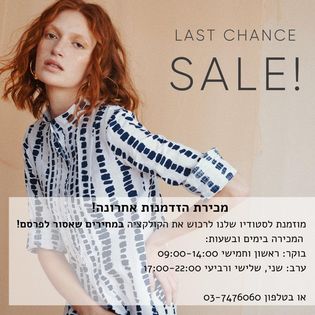 LAST CHANCE
SALE!
מכירת הזדמנות אחרונה!
מוזמנת לסטודיו שלנו לרכוש את הקולקציה במחירים שאסור לפרסם!
המכירה בימים ובשעות:
בוקר: ראשון וחמישי 09:00-14:00
ערב: שני, שלישי ורביעי 17:00-22:00
או בטלפון 03-7476060